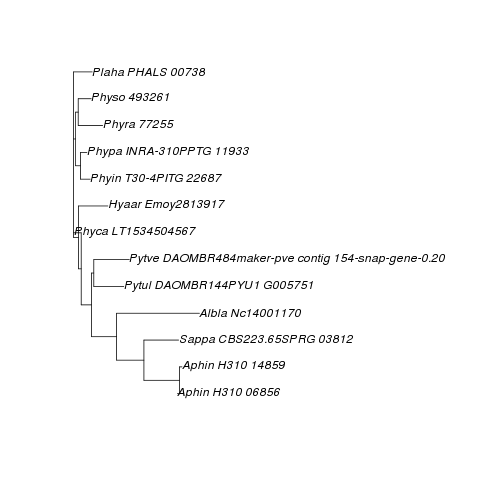 Plaha PHALS 00738
Physo 493261
Phyra 77255
Phypa INRA-310PPTG 11933
Phyin T30-4PITG 22687
Hyaar Emoy2813917
Phyca LT1534504567
Pytve DAOMBR484maker-pve contig 154-snap-gene-0.20
Pytul DAOMBR144PYU1 G005751
Albla Nc14001170
Sappa CBS223.65SPRG 03812
Aphin H310 14859
Aphin H310 06856